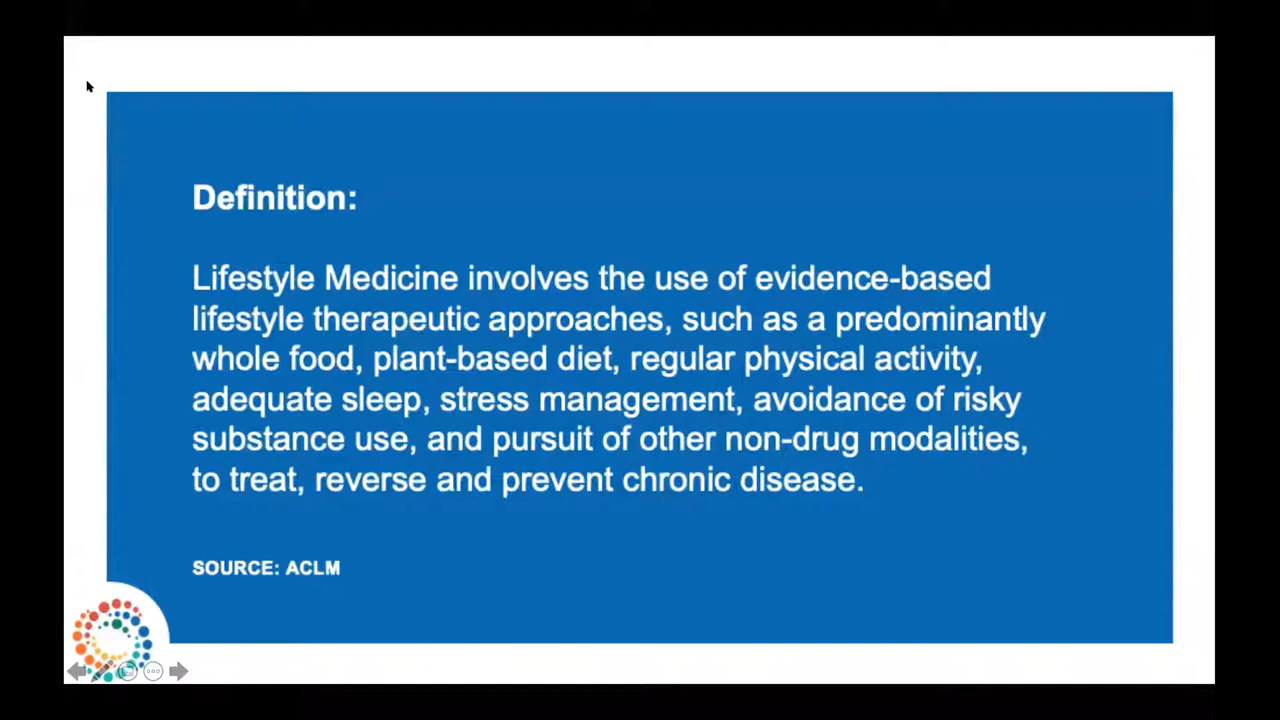 Definition:
Lifestyle Medicine involves the use of evidence-based
lifestyle therapeutic approaches, such as a predominantly
whole food, plant-based diet, regular physical activity,
adequate sleep, stress management, avoidance of risky
substance use, and pursuit of other non-drug modalities,
to treat, reverse and prevent chronic disease.
SOURCE: ACLM